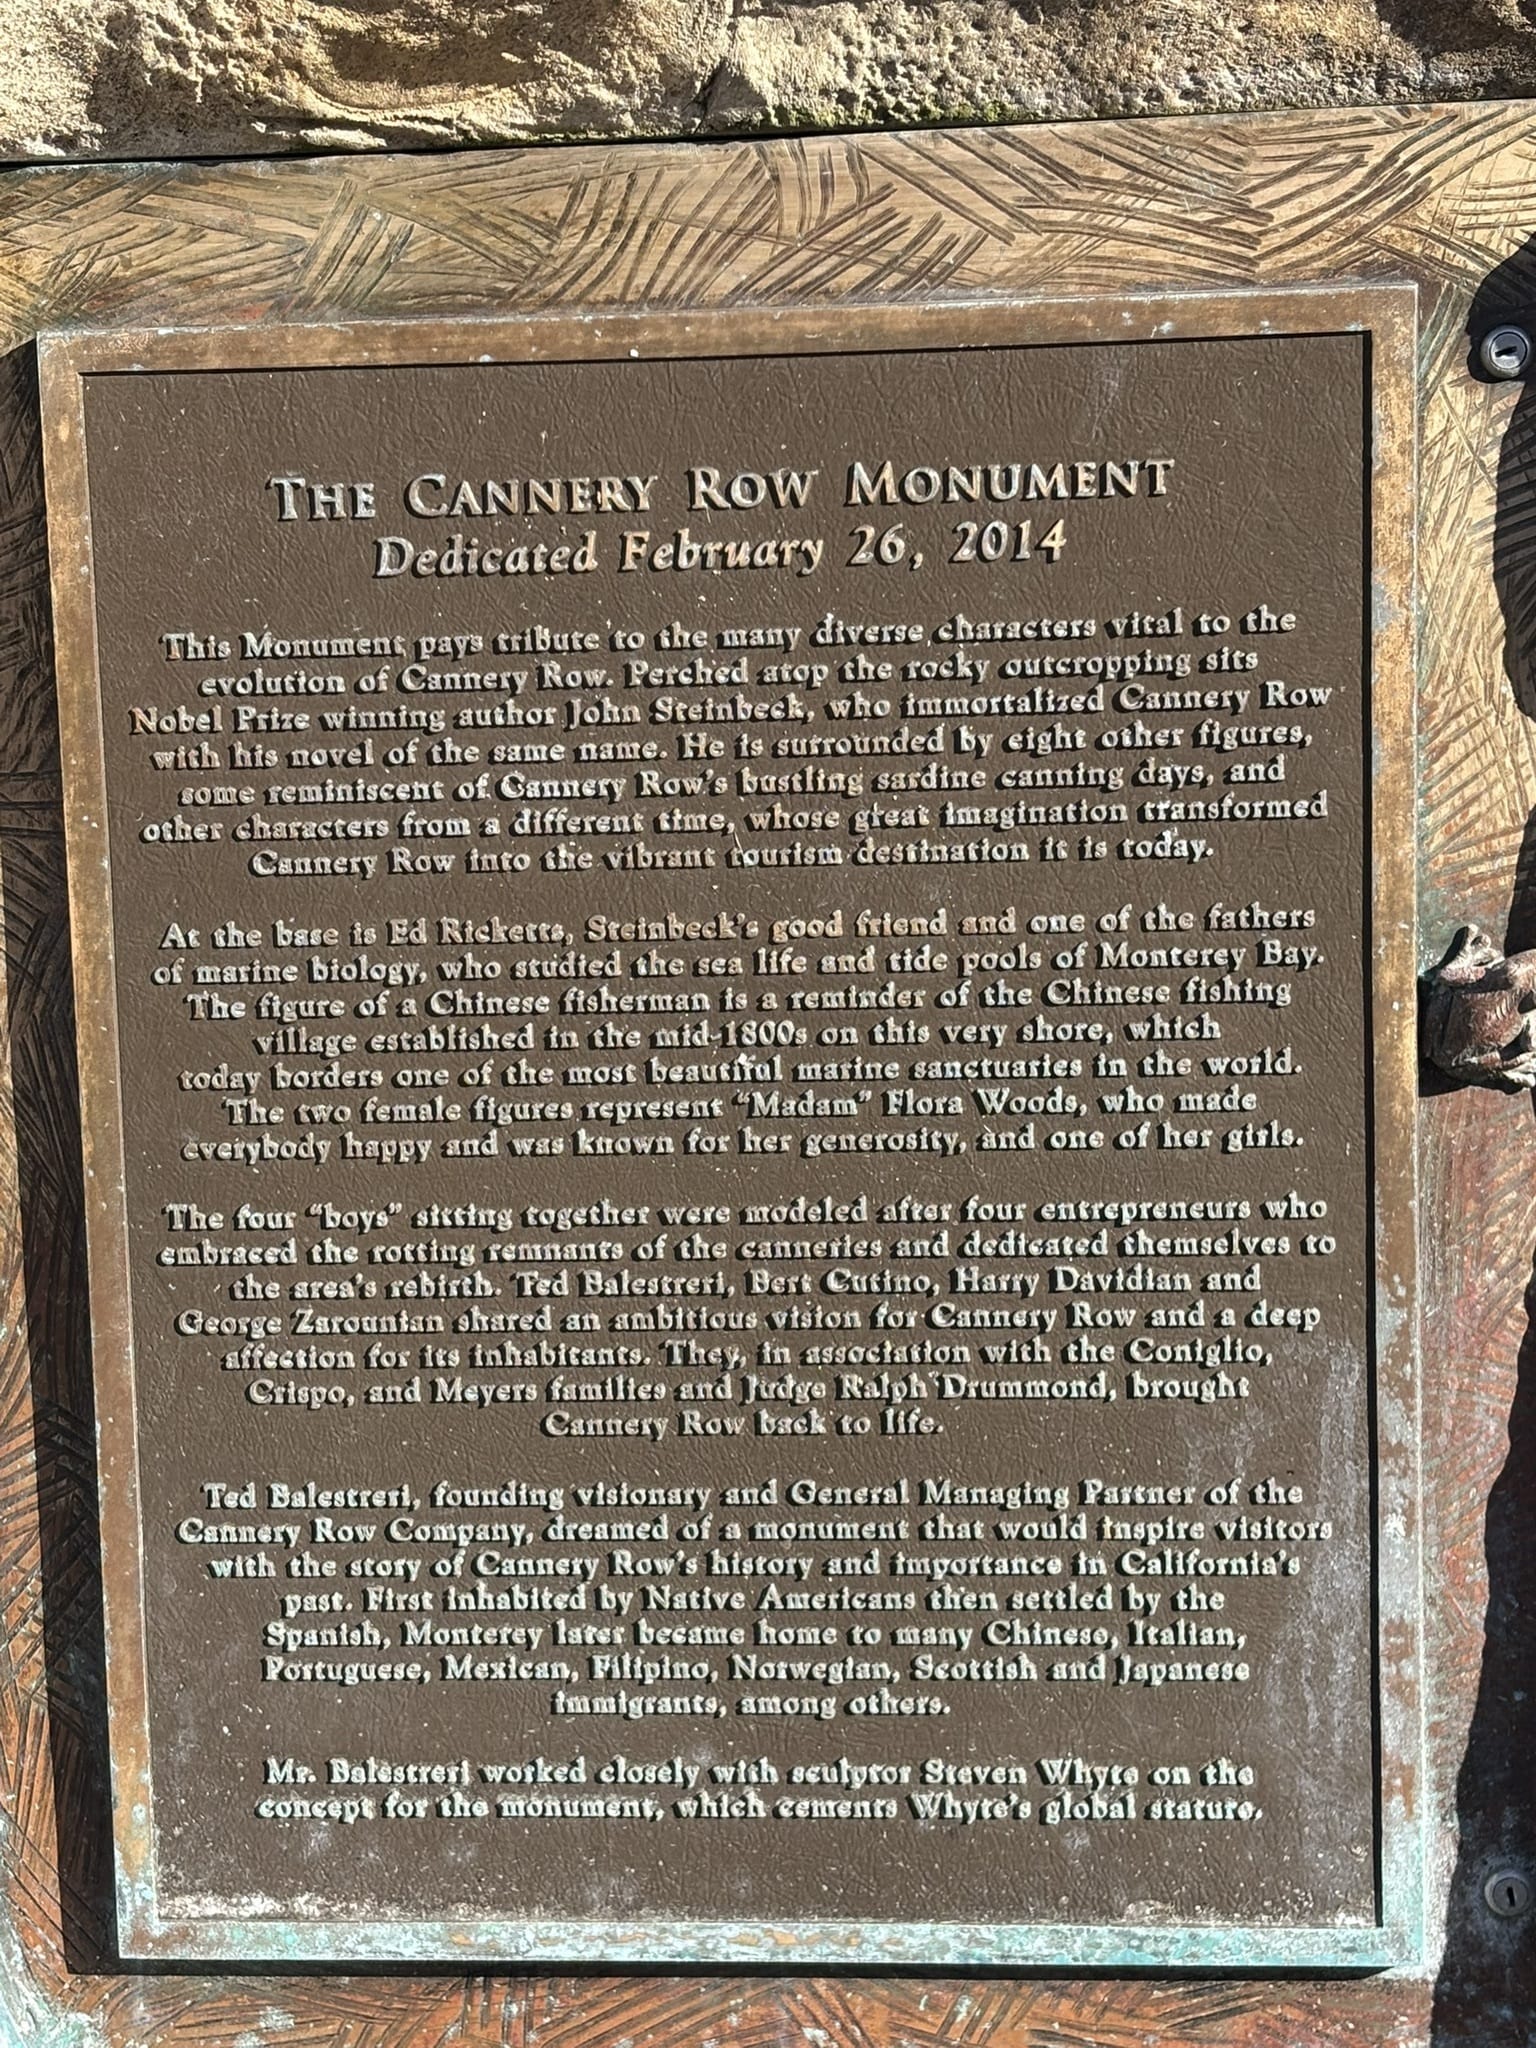 THE CANNERY ROW MONUMENT
Dedicated February 26, 2014
This Monument pays tribute to the many diverse characters vital to the
evolution of Cannery Row. Perched atop the rocky outcropping sits
Nobel Prize winning author John Steinbeck, who immortalized Cannery Row
with his novel of the same name. He is surrounded by eight other figures,
some reminiscent of Cannery Row's bustling sardine canning days, and
other characters from a different time, whose great imagination transformed
Cannery Row into the vibrant tourism destination it is today.
At the base is Ed Ricketts, Steinbeck's good friend and one of the fathers
of marine biology, who studied the sea life and tide pools of Monterey Bay.
The figure of a Chinese fisherman is a reminder of the Chinese fishing
village established in the mid-1800s on this very shore, which
today borders one of the most beautiful marine sanctuaries in the world.
The two female figures represent "Madam" Flora Woods, who made
everybody happy and was known for her generosity, and one of her girls.
The four "boys" sitting together were modeled after four entrepreneurs who
embraced the rotting remnants of the canneries and dedicated themselves to
the area's rebirth. Ted Balestreri, Bert Cutino, Harry Davidian and
George Zarounian shared an ambitious vision for Cannery Row and a deep
affection for its inhabitants. They, in association with the Coniglio,
Crispo, and Meyers families and Judge Ralph Drummond, brought
Cannery Row back to life.
Ted Balestreri, founding visionary and General Managing Partner of the
Cannery Row Company, dreamed of a monument that would inspire visitors
with the story of Cannery Row's history and importance in California's
past. First inhabited by Native Americans then settled by the
Spanish, Monterey later became home to many Chinese, Italian,
Portuguese, Mexican, Filipino, Norwegian, Scottish and Japanese
immigrants, among others.
Mr. Balestreri worked closely with sculptor Steven Whyte on the
concept for the monument, which cements Whyte's global stature.